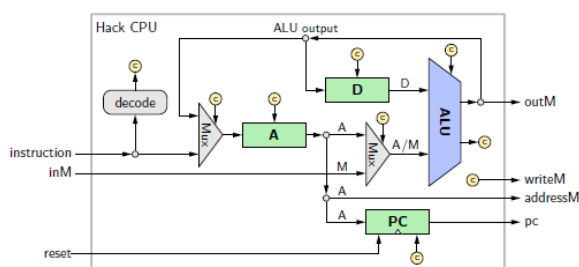 Hack CPU
ALU output
c
c
c
D
D
decode
c
c
c
Mux
A
A
Mux
A/M
ALU
c
outM
instruction
inM
M
c
writeM
A
addressM
A
PC
pc
reset
c